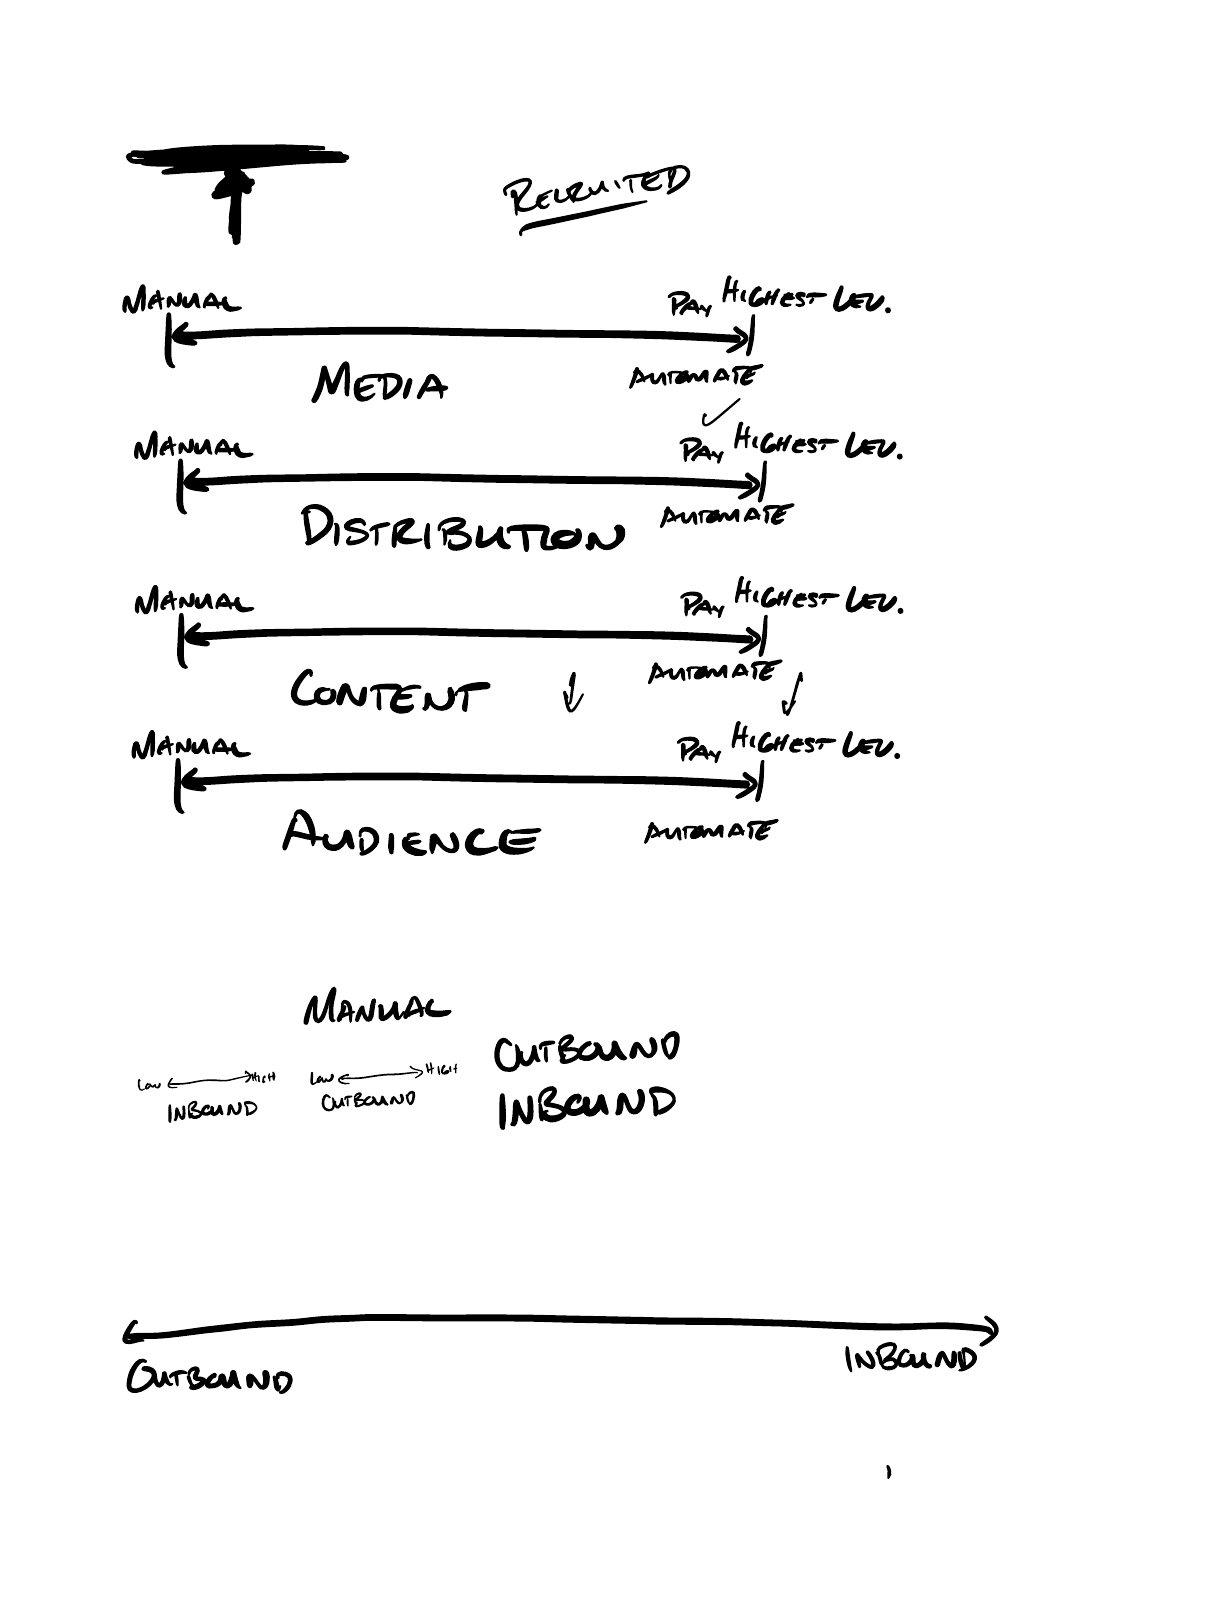 RECRUITED
MANUAL PAY HIGHEST LEV.
MEDIA AUTOMATE
MANUAL PAY HIGHEST LEV.
DISTRIBUTION AUTOMATE
MANUAL PAY HIGHEST LEV.
CONTENT AUTOMATE
MANUAL PAY HIGHEST LEV.
AUDIENCE AUTOMATE
MANUAL
LOW HIGH LOW HIGH OUTBOUND
INBOUND OUTBOUND INBOUND
OUTBOUND INBOUND